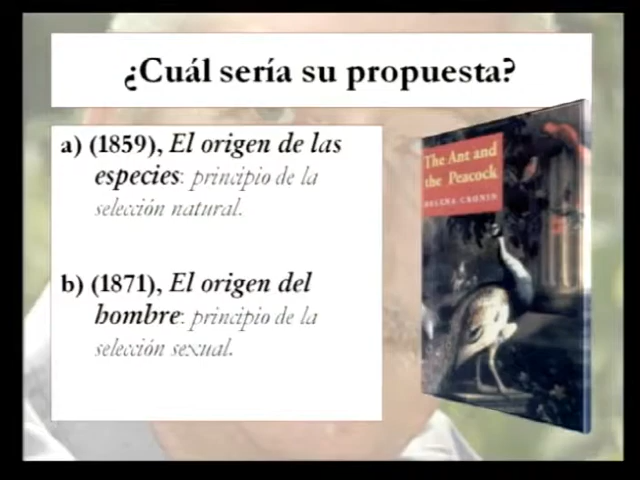 ¿Cuál sería su propuesta?
a) (1859), El origen de las
especies: principio de la
selección natural.
b) (1871), El origen del
hombre: principio de la
selección sexual.
The Ant and
the Peacock
HELENA CRONIN